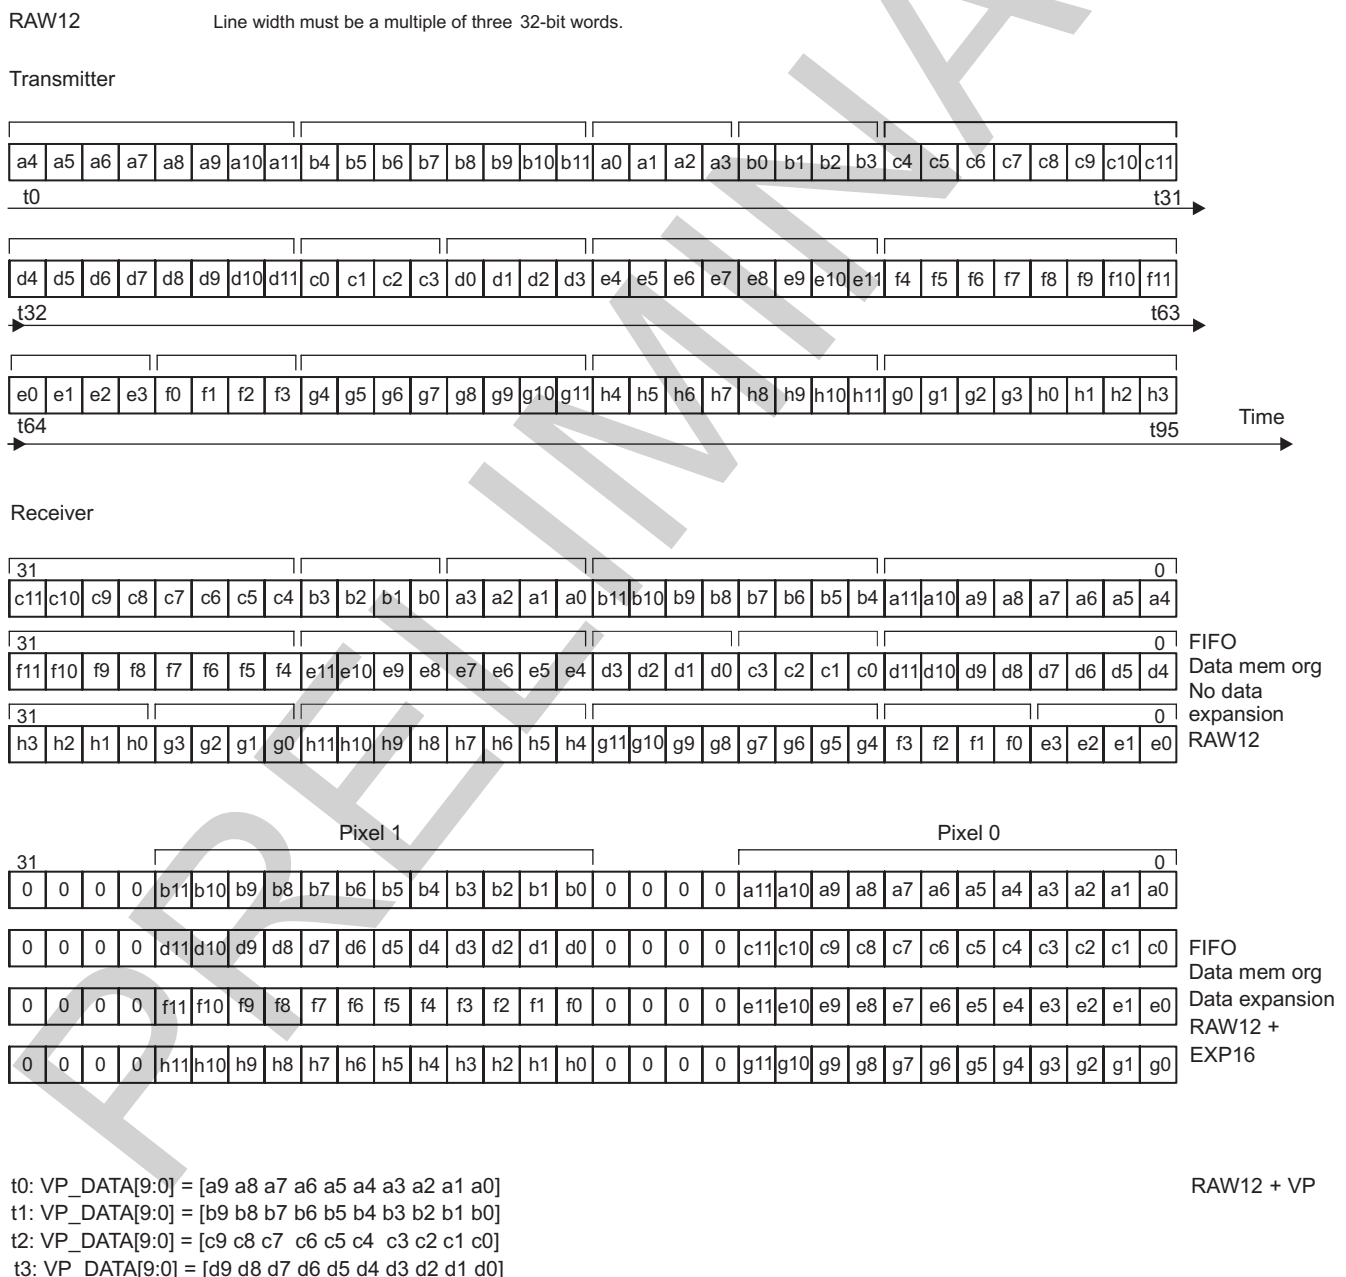 RAW12 Line width must be a multiple of three 32-bit words.
Transmitter
a4 a5 a6 a7 a8 a9 a10 a11 b4 b5 b6 b7 b8 b9 b10 b11 a0 a1 a2 a3 b0 b1 b2 b3 c4 c5 c6 c7 c8 c9 c10 c11
t0 t31
d4 d5 d6 d7 d8 d9 d10 d11 c0 c1 c2 c3 d0 d1 d2 d3 e4 e5 e6 e7 e8 e9 e10 e11 f4 f5 f6 f7 f8 f9 f10 f11
t32 t63
e0 e1 e2 e3 f0 f1 f2 f3 g4 g5 g6 g7 g8 g9 g10 g11 h4 h5 h6 h7 h8 h9 h10 h11 g0 g1 g2 g3 h0 h1 h2 h3
t64 t95 Time
Receiver
31 0
c11 c10 c9 c8 c7 c6 c5 c4 b3 b2 b1 b0 a3 a2 a1 a0 b11 b10 b9 b8 b7 b6 b5 b4 a11 a10 a9 a8 a7 a6 a5 a4
31 0
f11 f10 f9 f8 f7 f6 f5 f4 e11 e10 e9 e8 e7 e6 e5 e4 d3 d2 d1 d0 c3 c2 c1 c0 d11 d10 d9 d8 d7 d6 d5 d4
31 0
h3 h2 h1 h0 g3 g2 g1 g0 h11 h10 h9 h8 h7 h6 h5 h4 g11 g10 g9 g8 g7 g6 g5 g4 f3 f2 f1 f0 e3 e2 e1 e0
FIFO
Data mem org
No data
expansion
RAW12
Pixel 1 Pixel 0
31 0
0 0 0 0 b11 b10 b9 b8 b7 b6 b5 b4 b3 b2 b1 b0 0 0 0 0 a11 a10 a9 a8 a7 a6 a5 a4 a3 a2 a1 a0
0 0 0 0 d11 d10 d9 d8 d7 d6 d5 d4 d3 d2 d1 d0 0 0 0 0 c11 c10 c9 c8 c7 c6 c5 c4 c3 c2 c1 c0
0 0 0 0 f11 f10 f9 f8 f7 f6 f5 f4 f3 f2 f1 f0 0 0 0 0 e11 e10 e9 e8 e7 e6 e5 e4 e3 e2 e1 e0
0 0 0 0 h11 h10 h9 h8 h7 h6 h5 h4 h3 h2 h1 h0 0 0 0 0 g11 g10 g9 g8 g7 g6 g5 g4 g3 g2 g1 g0
FIFO
Data mem org
Data expansion
RAW12 +
EXP16
t0: VP_DATA[9:0] = [a9 a8 a7 a6 a5 a4 a3 a2 a1 a0] RAW12 + VP
t1: VP_DATA[9:0] = [b9 b8 b7 b6 b5 b4 b3 b2 b1 b0]
t2: VP_DATA[9:0] = [c9 c8 c7 c6 c5 c4 c3 c2 c1 c0]
t3: VP_DATA[9:0] = [d9 d8 d7 d6 d5 d4 d3 d2 d1 d0]